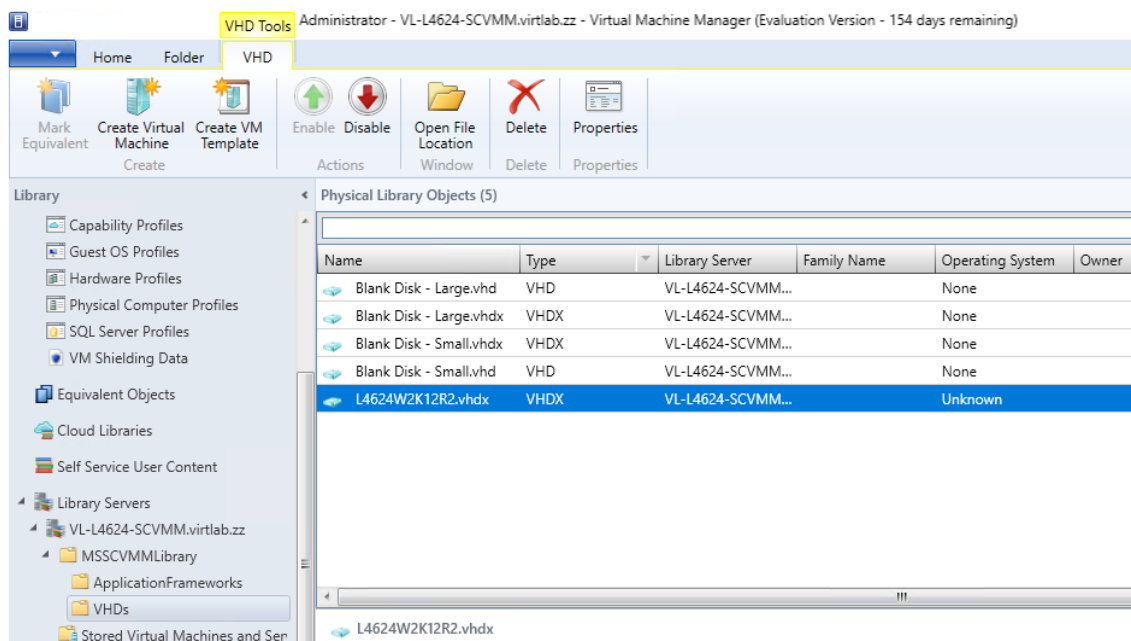 VHD Tools
Administrator - VL-L4624-SCVMM.virtlab.zz - Virtual Machine Manager (Evaluation Version - 154 days remaining)
Home Folder VHD
Mark Equivalent
Create Virtual Machine
Create VM Template
Enable Disable
Open File Location
Delete
Properties
Create Actions Window Delete Properties
Library
Capability Profiles
Guest OS Profiles
Hardware Profiles
Physical Computer Profiles
SQL Server Profiles
VM Shielding Data
Equivalent Objects
Cloud Libraries
Self Service User Content
Library Servers
VL-L4624-SCVMM.virtlab.zz
MSSCVMMLibrary
ApplicationFrameworks
VHDs
Stored Virtual Machines and Ser
Physical Library Objects (5)
Name Type Library Server Family Name Operating System Owner
Blank Disk - Large.vhd VHD VL-L4624-SCVMM... None
Blank Disk - Large.vhdx VHDX VL-L4624-SCVMM... None
Blank Disk - Small.vhdx VHDX VL-L4624-SCVMM... None
Blank Disk - Small.vhd VHD VL-L4624-SCVMM... None
L4624W2K12R2.vhdx VHDX VL-L4624-SCVMM... Unknown
L4624W2K12R2.vhdx